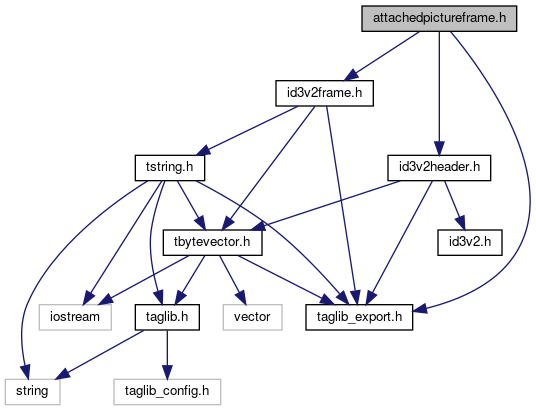 attachedpictureframe.h
id3v2frame.h
tstring.h
id3v2header.h
tbytevector.h
id3v2.h
iostream
taglib.h
vector
taglib_export.h
string
taglib_config.h